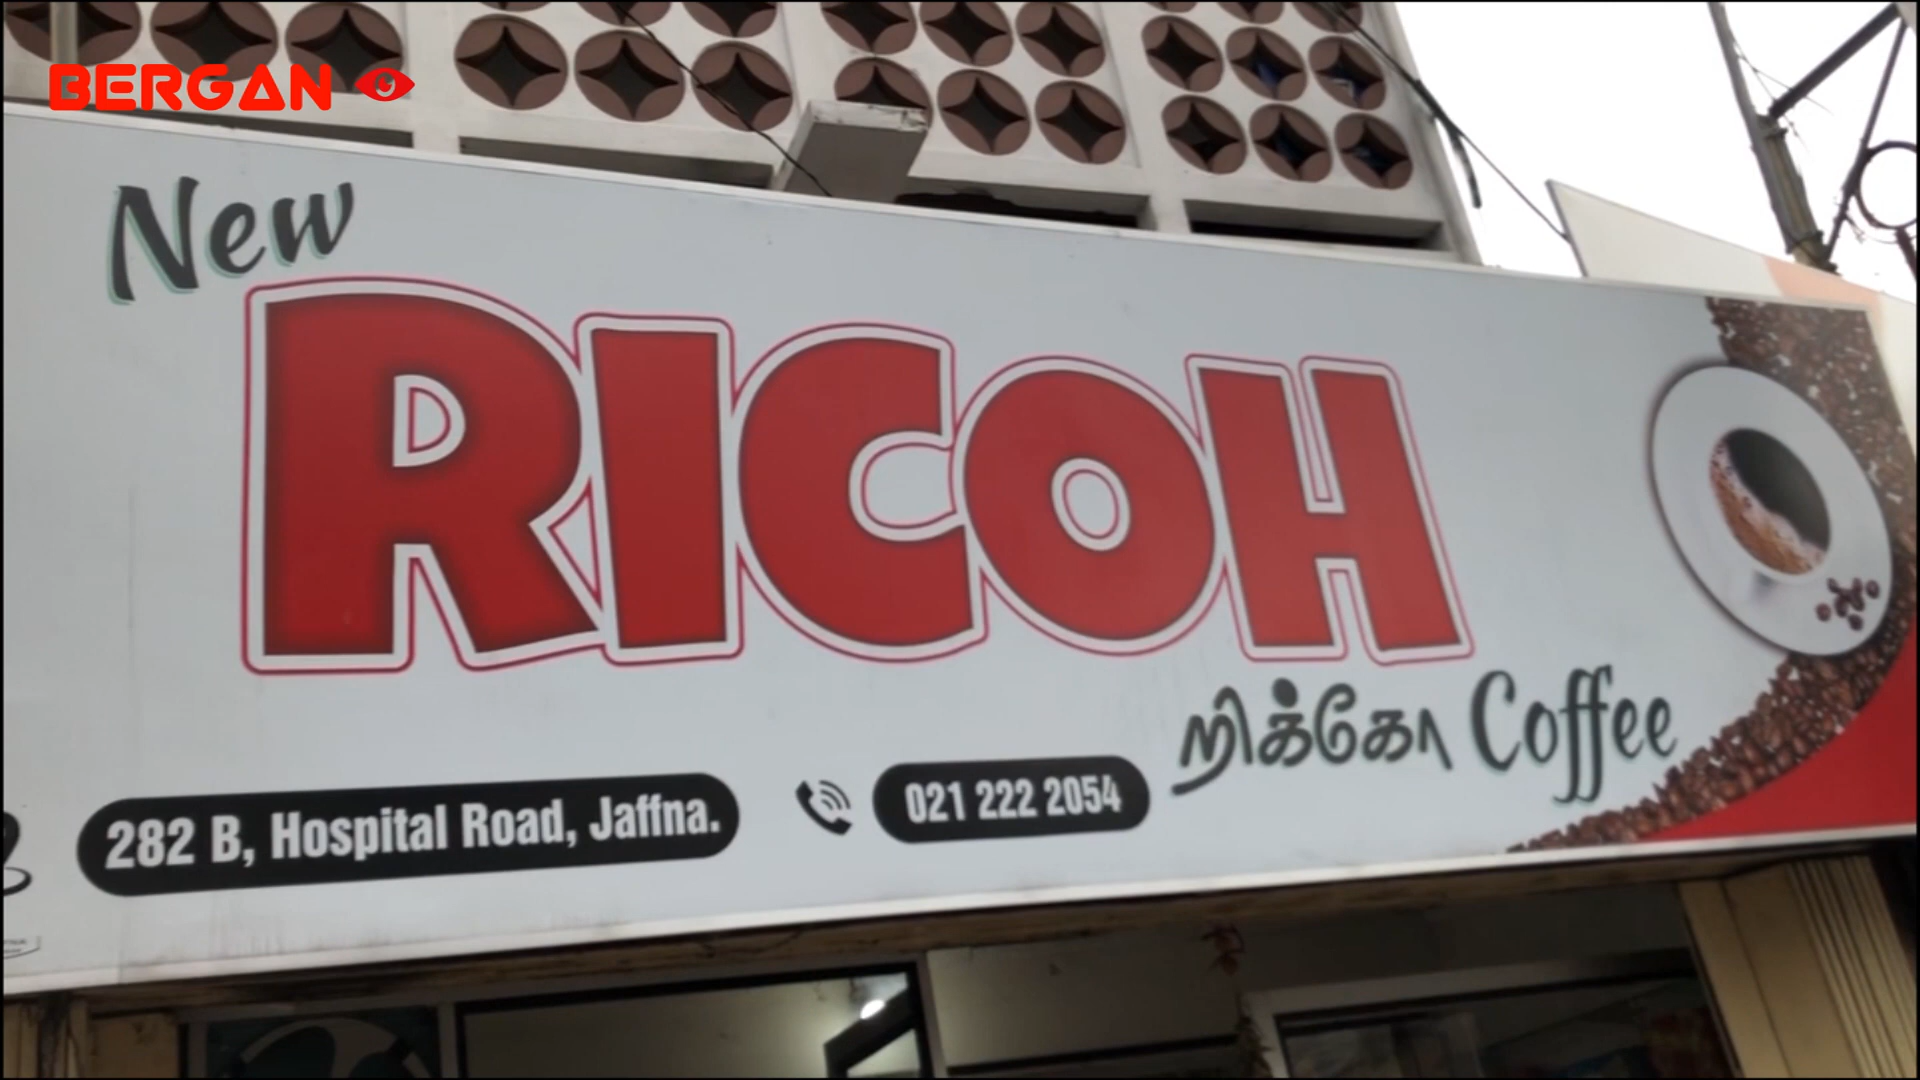 BERGAN
New
RICOH
றிக்கோ Coffee
282 B, Hospital Road, Jaffna.
021 222 2054